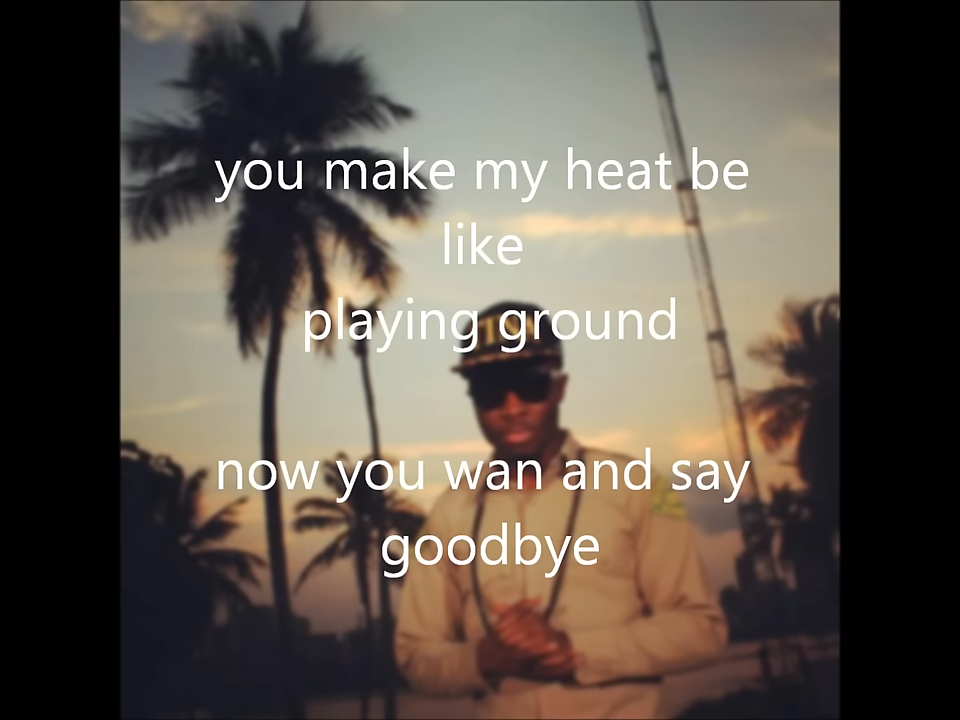 you make my heat be
like
playing ground
now you wan and say
goodbye